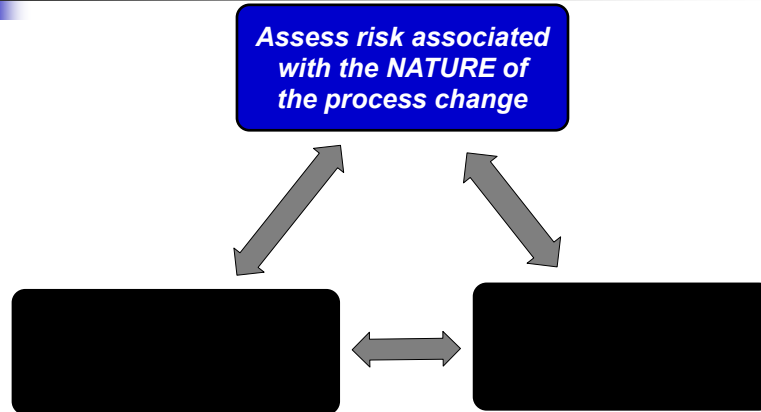 Assess risk associated
with the NATURE of
the process change